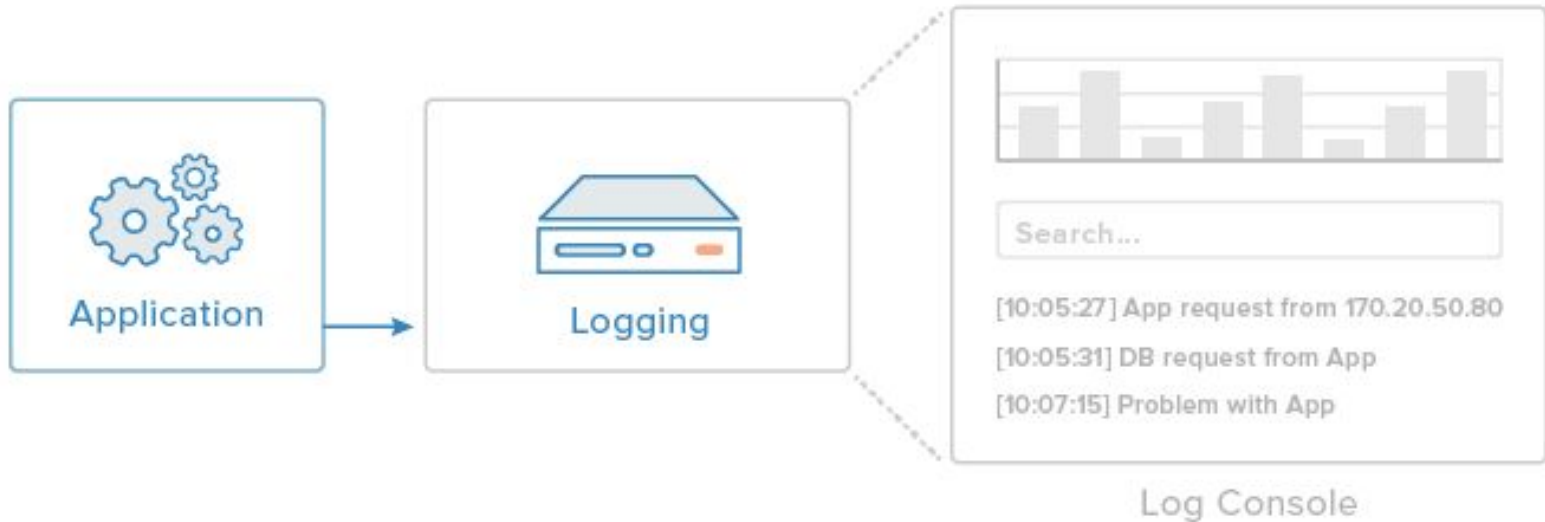 Application
Logging
Search...
[10:05:27] App request from 170.20.50.80
[10:05:31] DB request from App
[10:07:15] Problem with App
Log Console